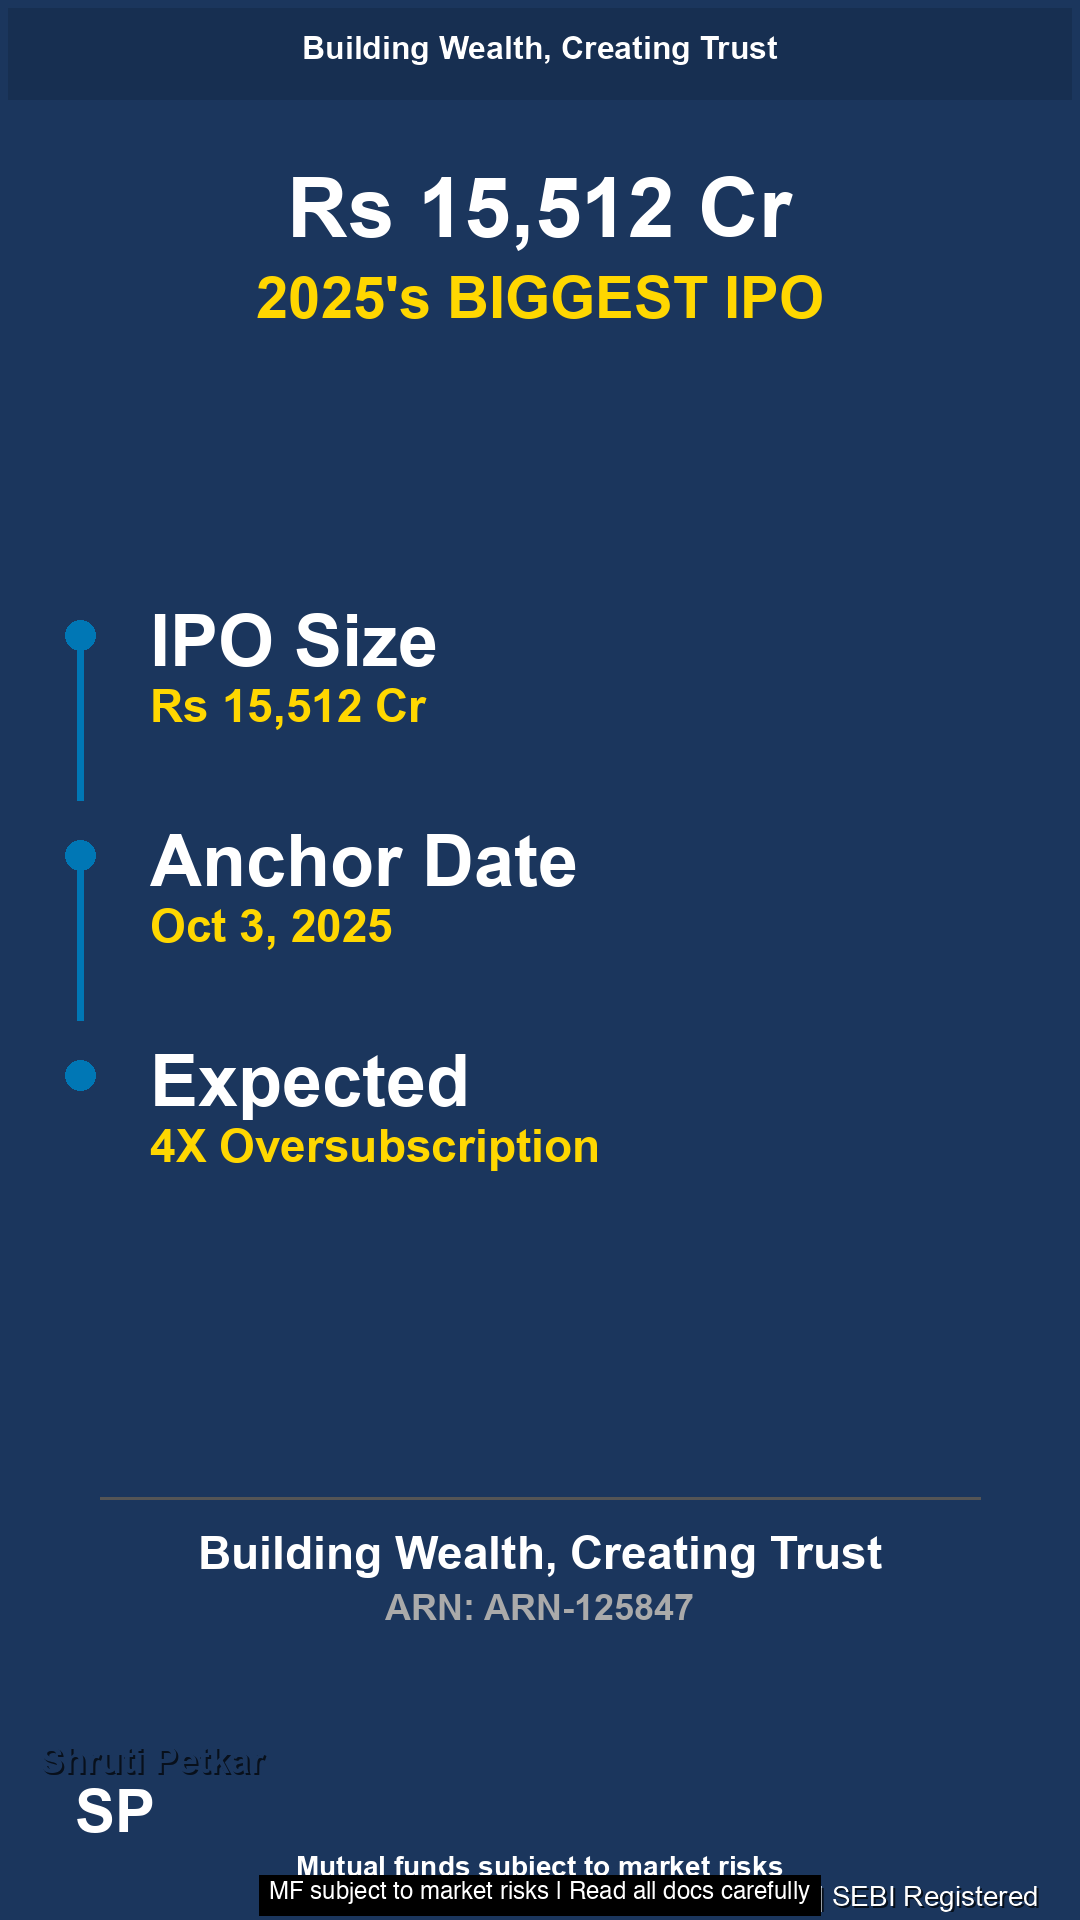 Building Wealth, Creating Trust
Rs 15,512 Cr
2025's BIGGEST IPO
IPO Size
Rs 15,512 Cr
Anchor Date
Oct 3, 2025
Expected
4X Oversubscription
Building Wealth, Creating Trust
ARN: ARN-125847
Shruti Petkar
SP
Mutual funds subject to market risks
MF subject to market risks | Read all docs carefully
| SEBI Registered